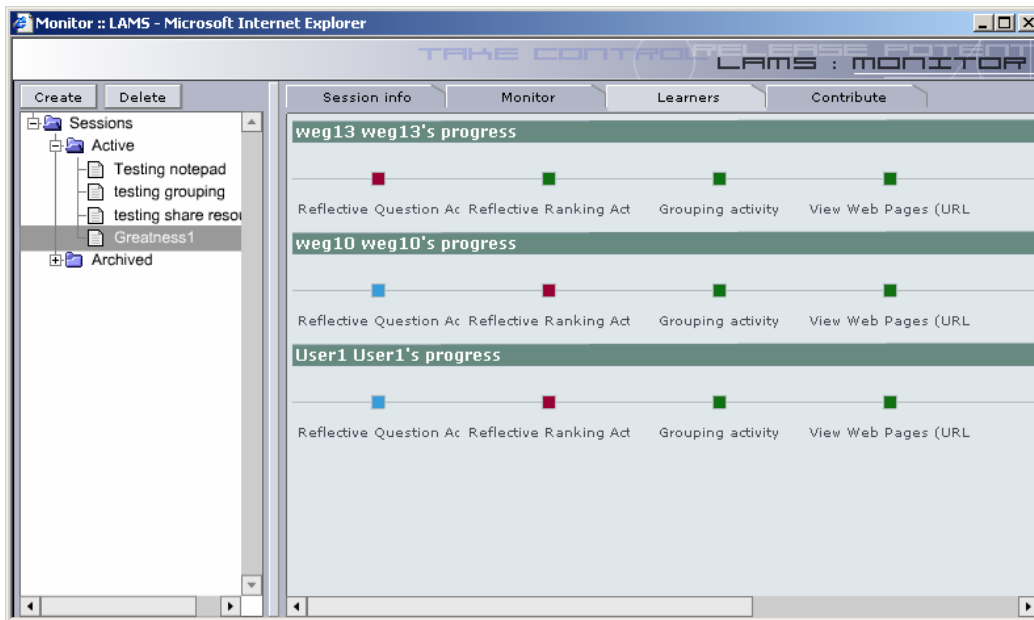 Monitor :: LAMS - Microsoft Internet Explorer
TAKE CONTROL RELEASE POTENT
LAMS : MONITOR
Create Delete
Session info Monitor Learners Contribute
Sessions
Active
Testing notepad
testing grouping
testing share resou
Greatness1
Archived
weg13 weg13's progress
Reflective Question Ac Reflective Ranking Act Grouping activity View Web Pages (URL
weg10 weg10's progress
Reflective Question Ac Reflective Ranking Act Grouping activity View Web Pages (URL
User1 User1's progress
Reflective Question Ac Reflective Ranking Act Grouping activity View Web Pages (URL